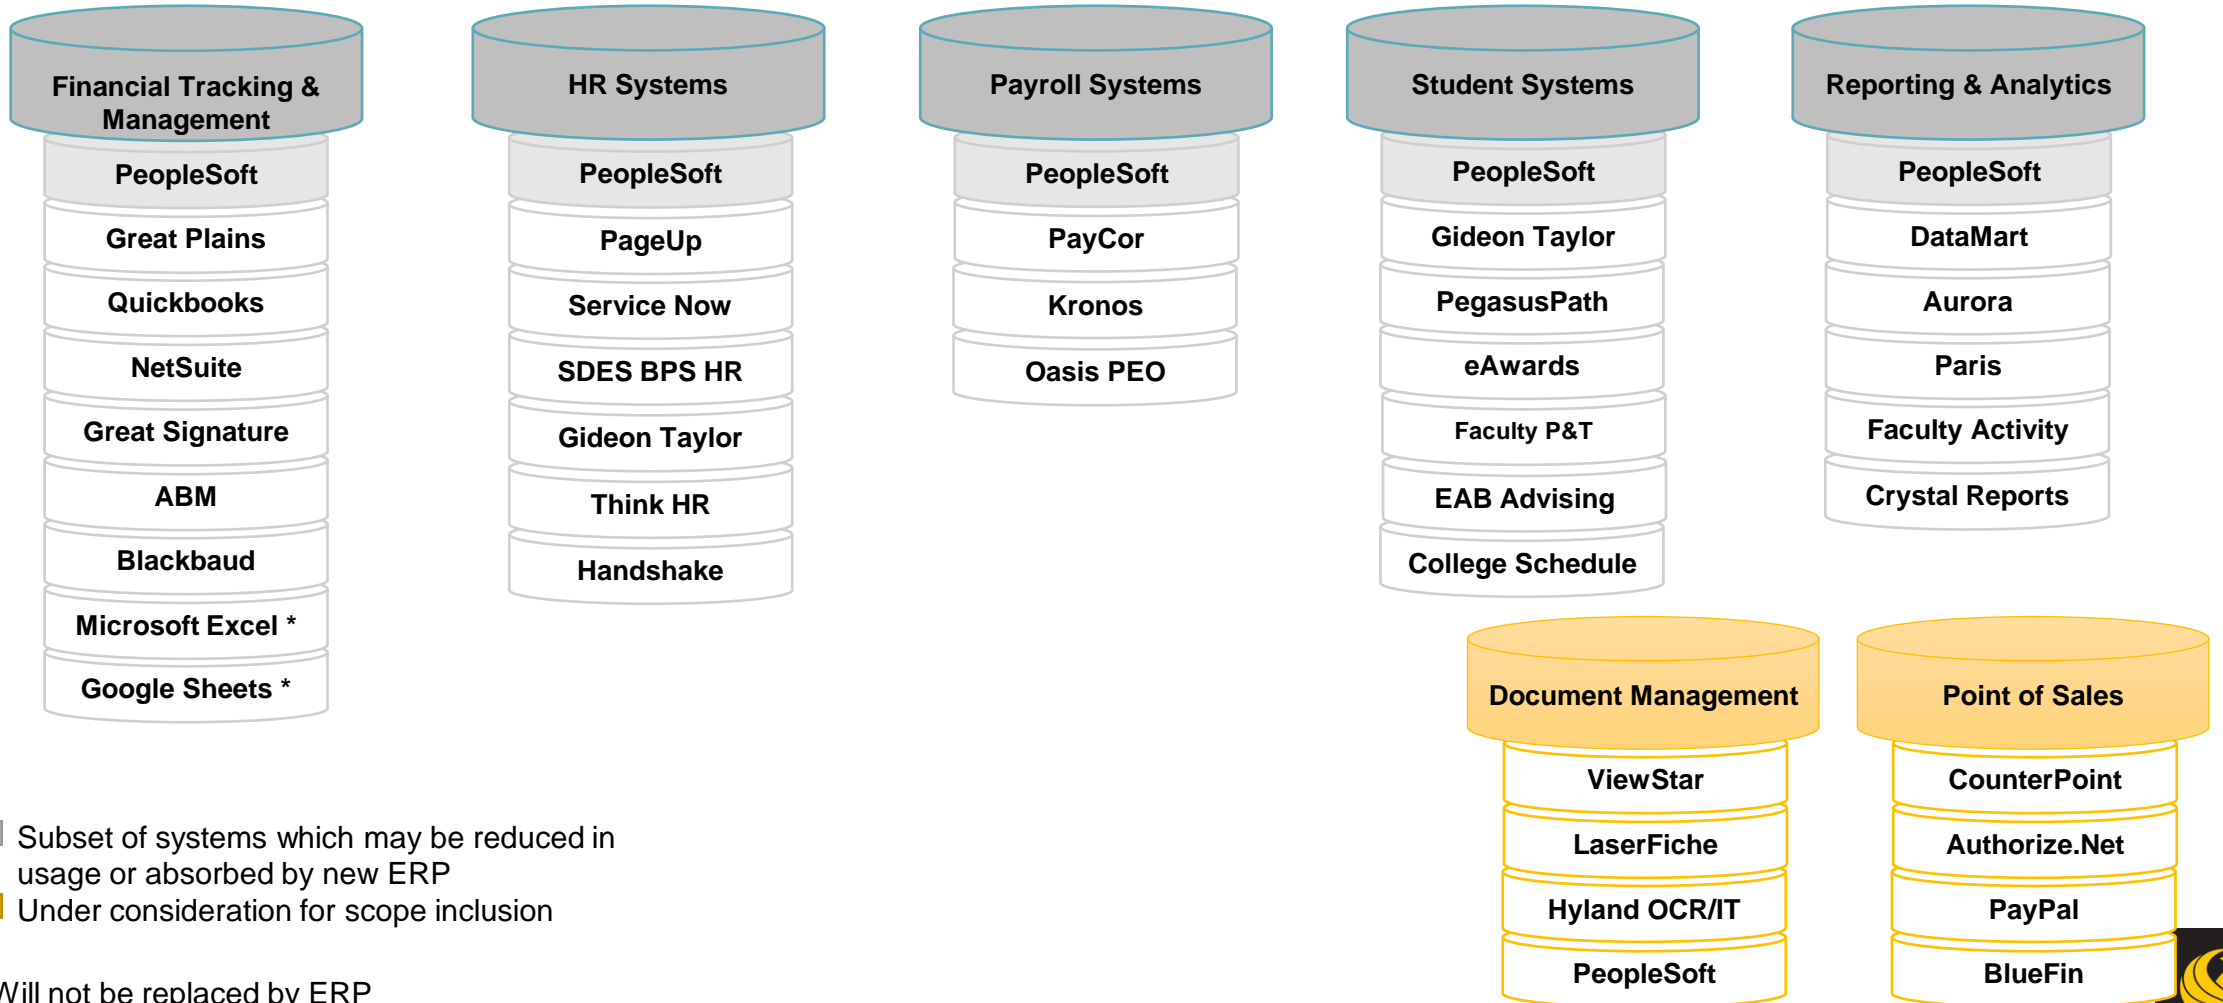 Financial Tracking &
Management
PeopleSoft
Great Plains
Quickbooks
NetSuite
Great Signature
ABM
Blackbaud
Microsoft Excel *
Google Sheets *
HR Systems
PeopleSoft
PageUp
Service Now
SDES BPS HR
Gideon Taylor
Think HR
Handshake
Payroll Systems
PeopleSoft
PayCor
Kronos
Oasis PEO
Student Systems
PeopleSoft
Gideon Taylor
PegasusPath
eAwards
Faculty P&T
EAB Advising
College Schedule
Reporting & Analytics
PeopleSoft
DataMart
Aurora
Paris
Faculty Activity
Crystal Reports
Document Management
ViewStar
LaserFiche
Hyland OCR/IT
PeopleSoft
Point of Sales
CounterPoint
Authorize.Net
PayPal
BlueFin
Subset of systems which may be reduced in
usage or absorbed by new ERP
Under consideration for scope inclusion
Will not be replaced by ERP